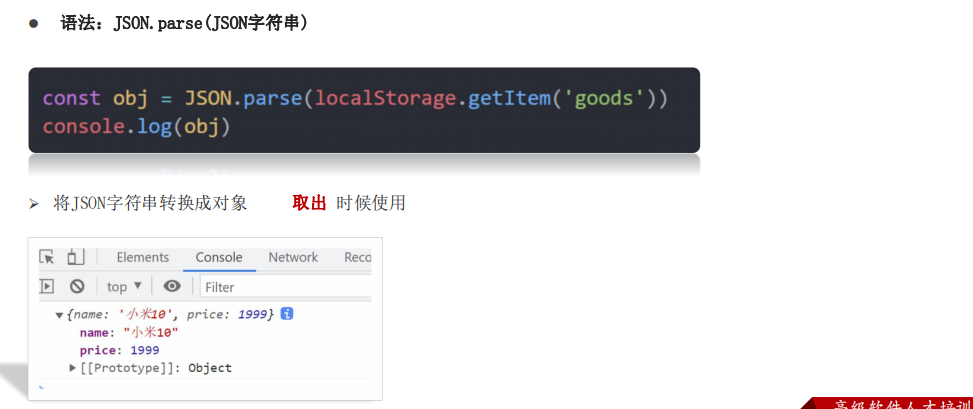 ● 语法：JSON.parse(JSON字符串)
const obj = JSON.parse(localStorage.getItem('goods'))
console.log(obj)
➢ 将JSON字符串转换成对象 取出 时候使用
Elements Console Network Reco
top ▼ Filter
▼{name: '小米10', price: 1999} i
name: "小米10"
price: 1999
▶[[Prototype]]: Object
高级软件人才培训